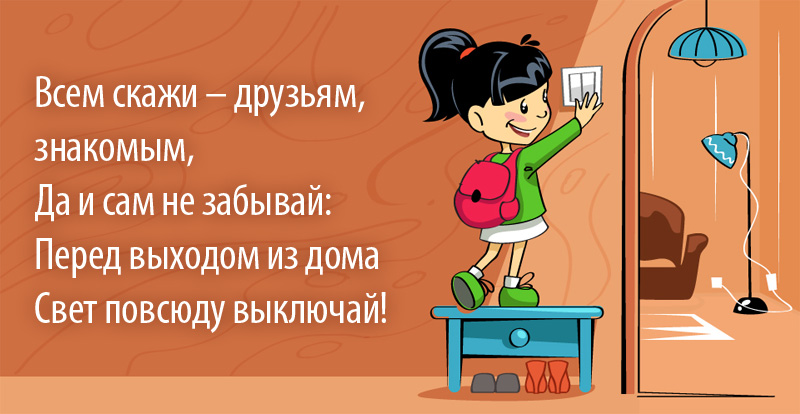 Всем скажи – друзьям,
знакомым,
Да и сам не забывай:
Перед выходом из дома
Свет повсюду выключай!